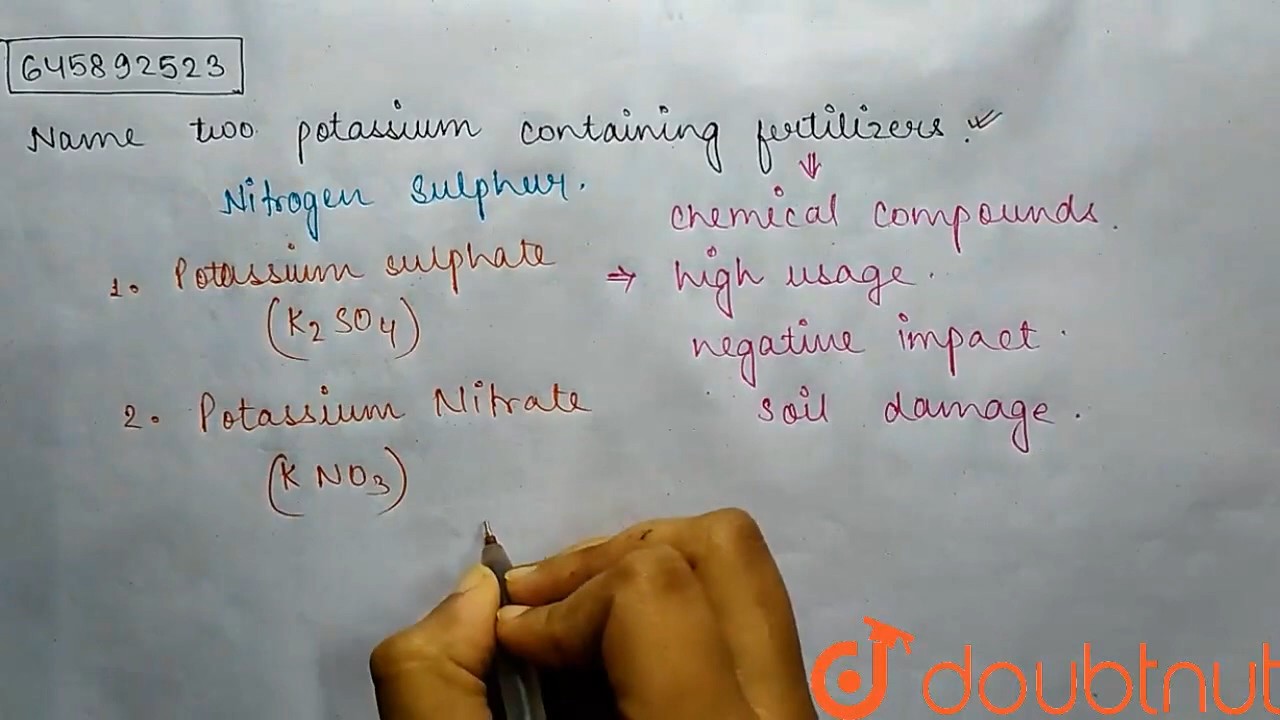 645892523
Name two potassium containing fertilizers.
Nitrogen sulphur.
chemical compounds.
1. Potassium sulphate
(K2SO4)
⇒ high usage.
negative impact.
2. Potassium Nitrate
(KNO3)
soil damage.
doubtnut